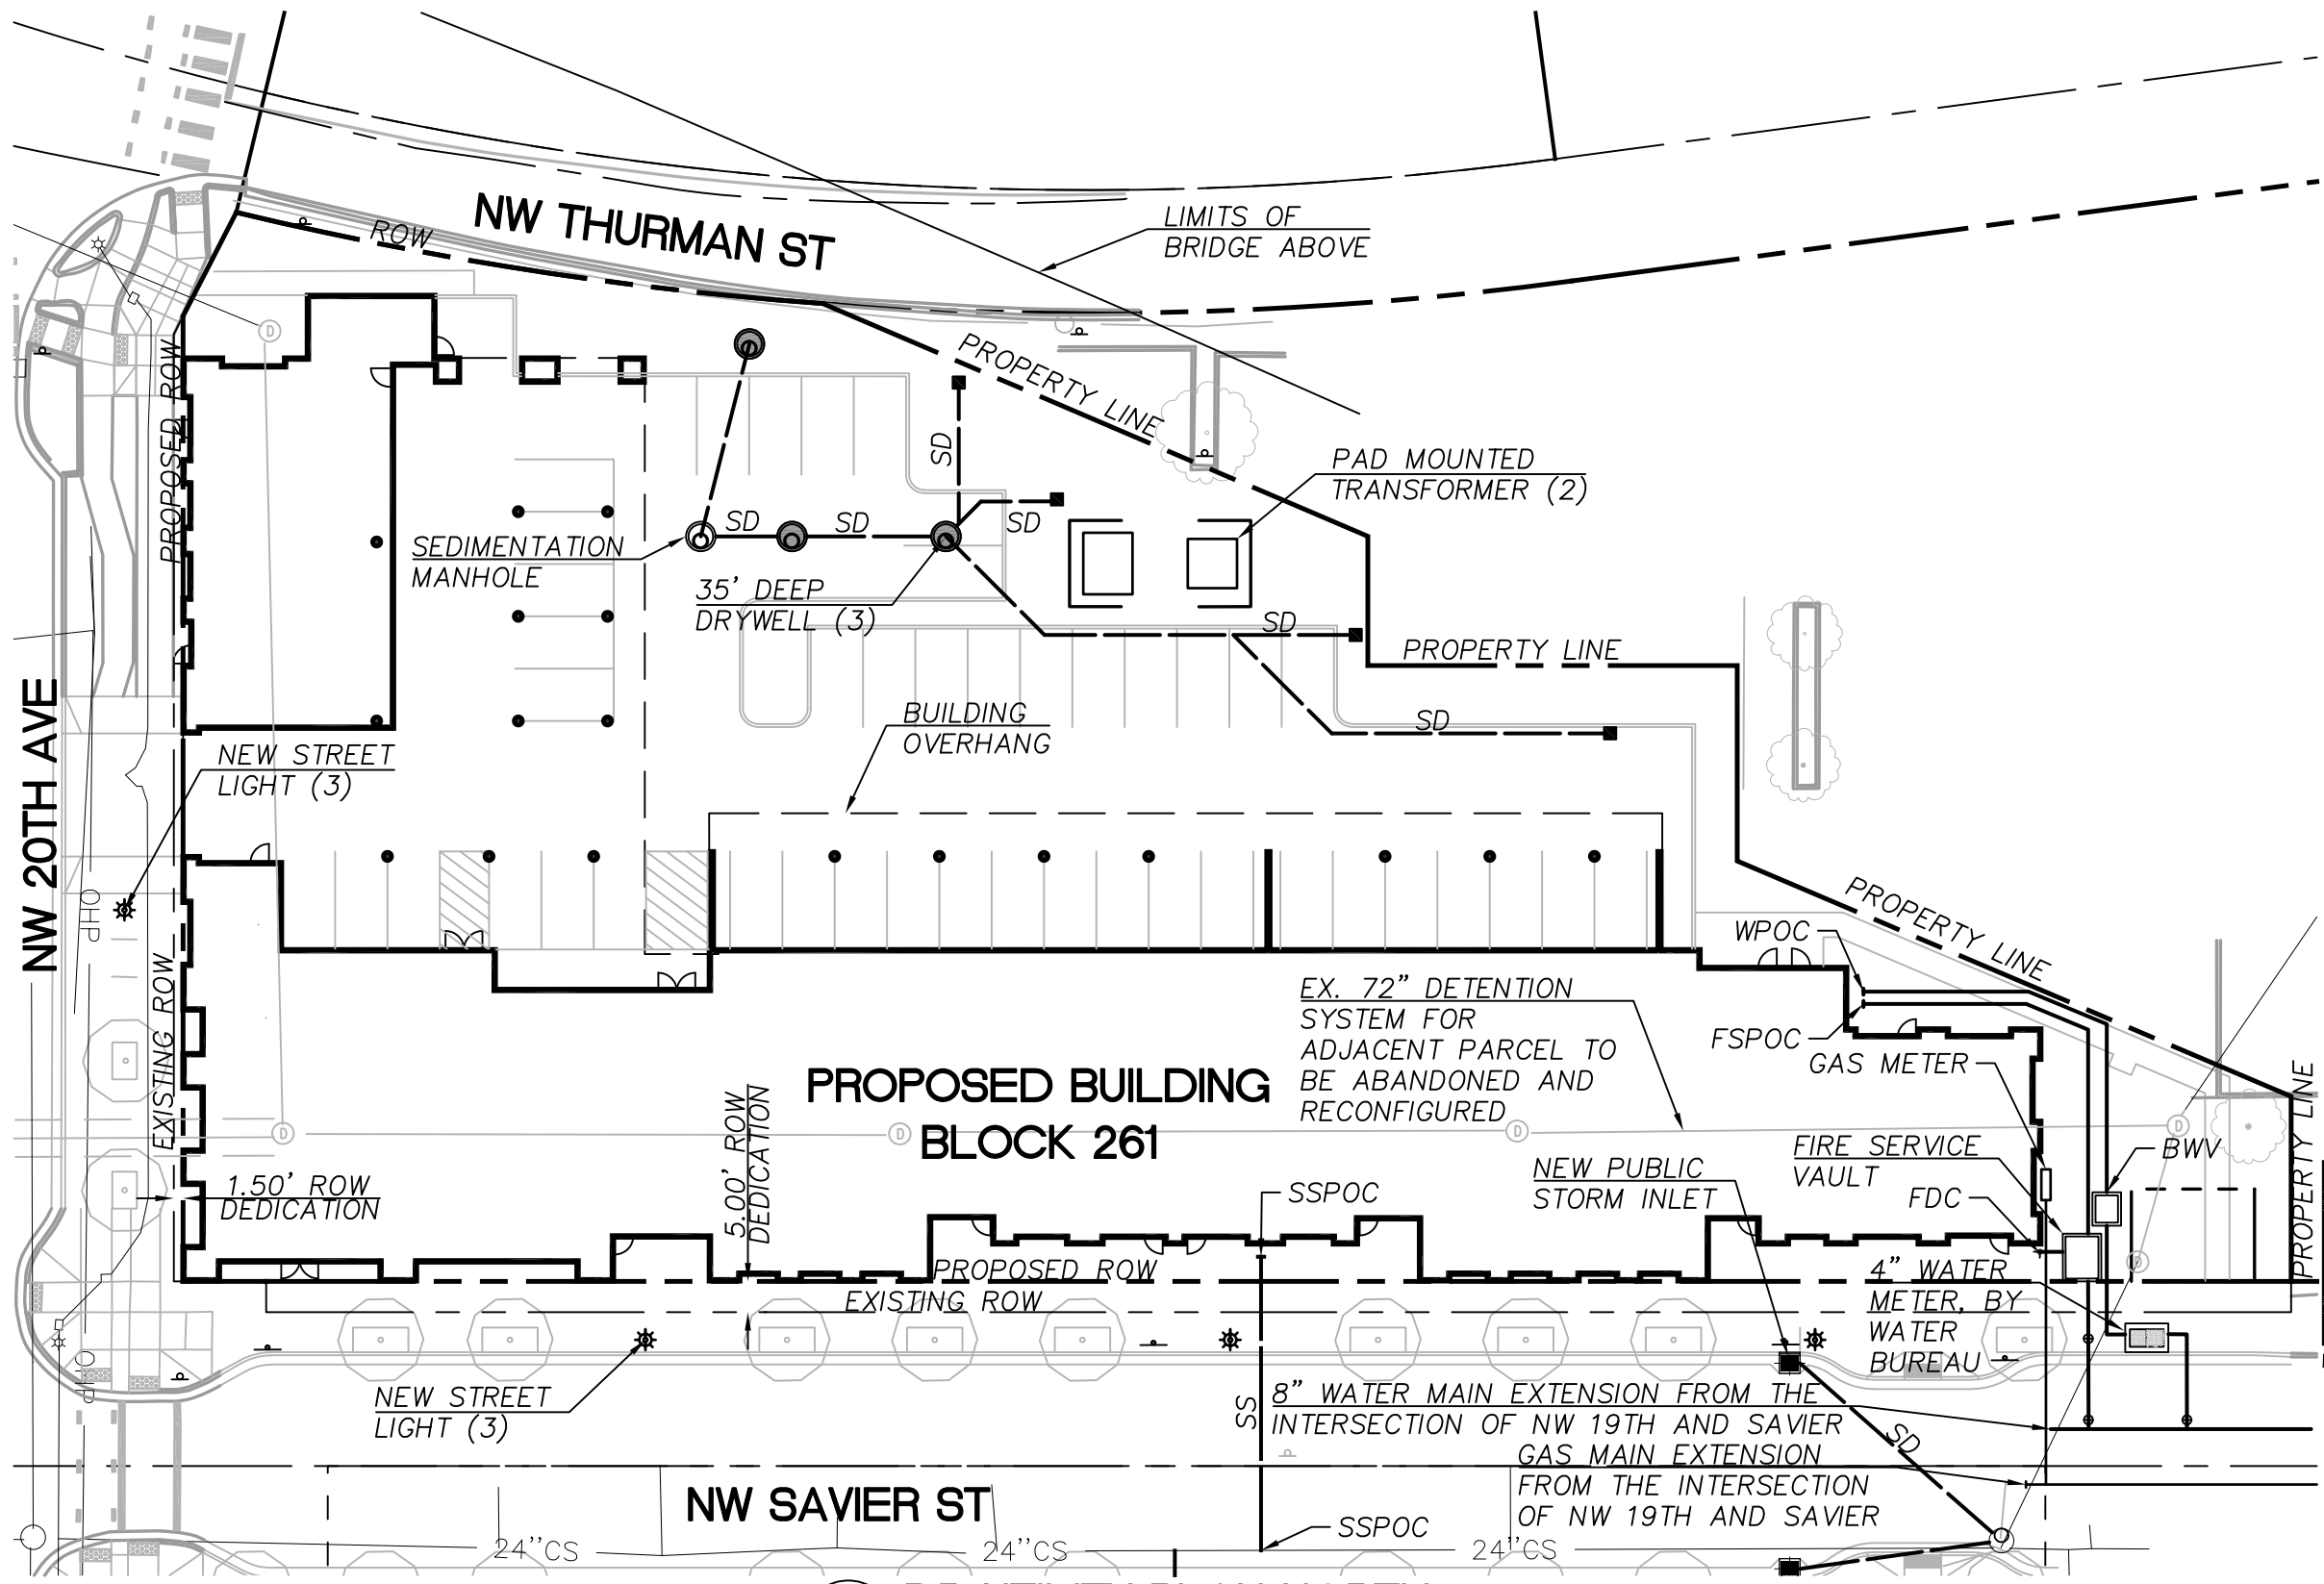 NW THURMAN ST
ROW
LIMITS OF
BRIDGE ABOVE
D
PROPERTY LINE
PROPOSED ROW
SD
PAD MOUNTED
TRANSFORMER (2)
SD
SD
SD
SEDIMENTATION
MANHOLE
35' DEEP
DRYWELL (3)
SD
PROPERTY LINE
SD
BUILDING
OVERHANG
NW 20TH AVE
NEW STREET
LIGHT (3)
OHP
PROPERTY LINE
WPOC
EXISTING ROW
EX. 72" DETENTION
SYSTEM FOR
ADJACENT PARCEL TO
BE ABANDONED AND
RECONFIGURED
FSPOC
GAS METER
PROPOSED BUILDING
BLOCK 261
D
D
D
D
PROPERTY LINE
5.00' ROW
DEDICATION
FIRE SERVICE
VAULT
BWV
NEW PUBLIC
STORM INLET
1.50' ROW
DEDICATION
SSPOC
FDC
D
PROPOSED ROW
EXISTING ROW
4" WATER
METER, BY
WATER
BUREAU
OHP
NEW STREET
LIGHT (3)
SS
8" WATER MAIN EXTENSION FROM THE
INTERSECTION OF NW 19TH AND SAVIER
SD
GAS MAIN EXTENSION
FROM THE INTERSECTION
OF NW 19TH AND SAVIER
NW SAVIER ST
SSPOC
24"CS
24"CS
24"CS